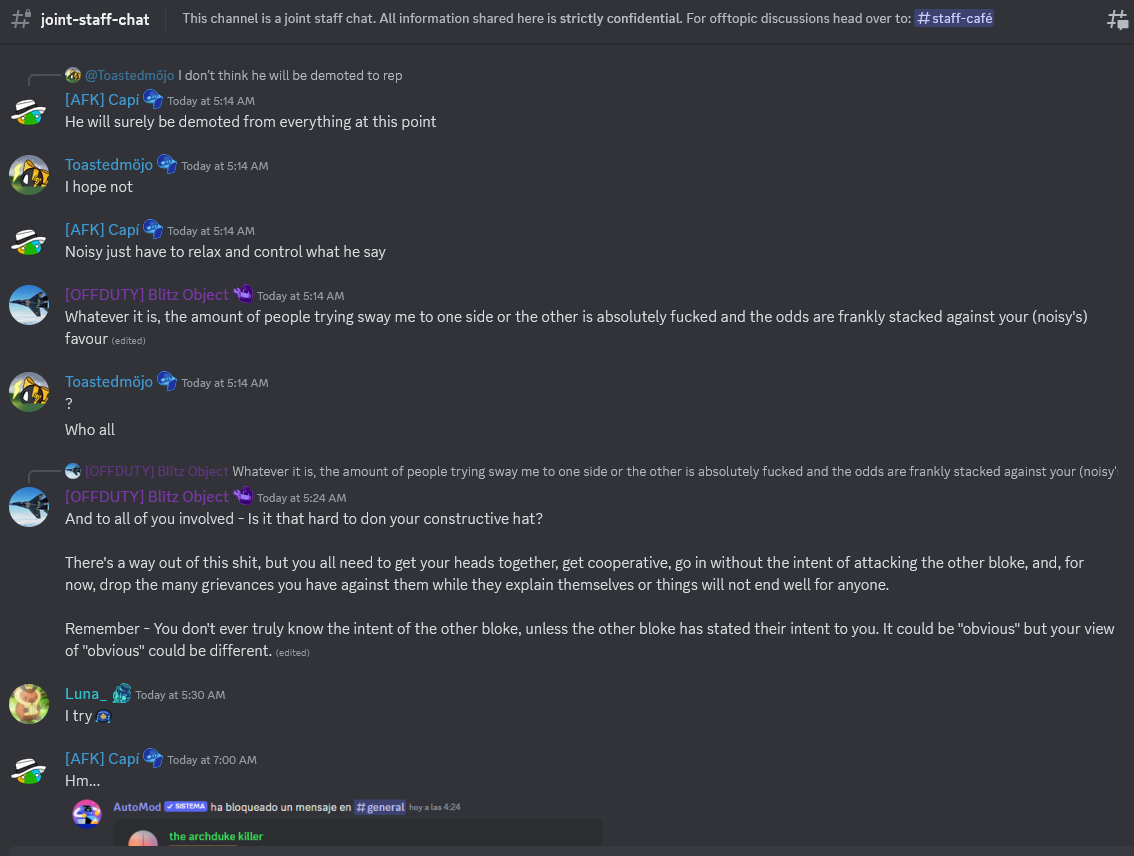 joint-staff-chat
This channel is a joint staff chat. All information shared here is strictly confidential. For offtopic discussions head over to: #staff-café
@Toastedmöjo I don't think he will be demoted to rep
[AFK] Capí Today at 5:14 AM
He will surely be demoted from everything at this point
Toastedmöjo Today at 5:14 AM
I hope not
[AFK] Capí Today at 5:14 AM
Noisy just have to relax and control what he say
[OFFDUTY] Blïtz Object Today at 5:14 AM
Whatever it is, the amount of people trying sway me to one side or the other is absolutely fucked and the odds are frankly stacked against your (noisy's)
favour (edited)
Toastedmöjo Today at 5:14 AM
?
Who all
[OFFDUTY] Blïtz Object Whatever it is, the amount of people trying sway me to one side or the other is absolutely fucked and the odds are frankly stacked against your (noisy'
[OFFDUTY] Blïtz Object Today at 5:24 AM
And to all of you involved - Is it that hard to don your constructive hat?
There's a way out of this shit, but you all need to get your heads together, get cooperative, go in without the intent of attacking the other bloke, and, for
now, drop the many grievances you have against them while they explain themselves or things will not end well for anyone.
Remember - You don't ever truly know the intent of the other bloke, unless the other bloke has stated their intent to you. It could be "obvious" but your view
of "obvious" could be different. (edited)
Luna_ Today at 5:30 AM
I try
[AFK] Capí Today at 7:00 AM
Hm...
AutoMod ✓ SISTEMA ha bloqueado un mensaje en #general hoy a las 4:24
the archduke killer